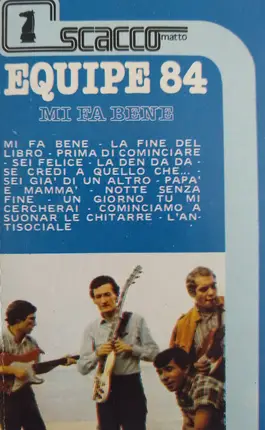 scacco matto
EQUIPE 84
MI FA BENE
MI FA BENE - LA FINE DEL
LIBRO - PRIMA DI COMINCIARE
- SEI FELICE - LA DEN DA DA -
SE CREDI A QUELLO CHE... -
SEI GIA' DI UN ALTRO - PAPA'
E MAMMA' - NOTTE SENZA
FINE - UN GIORNO TU MI
CERCHERAI - COMINCIAMO A
SUONAR LE CHITARRE - L'AN-
TISOCIALE